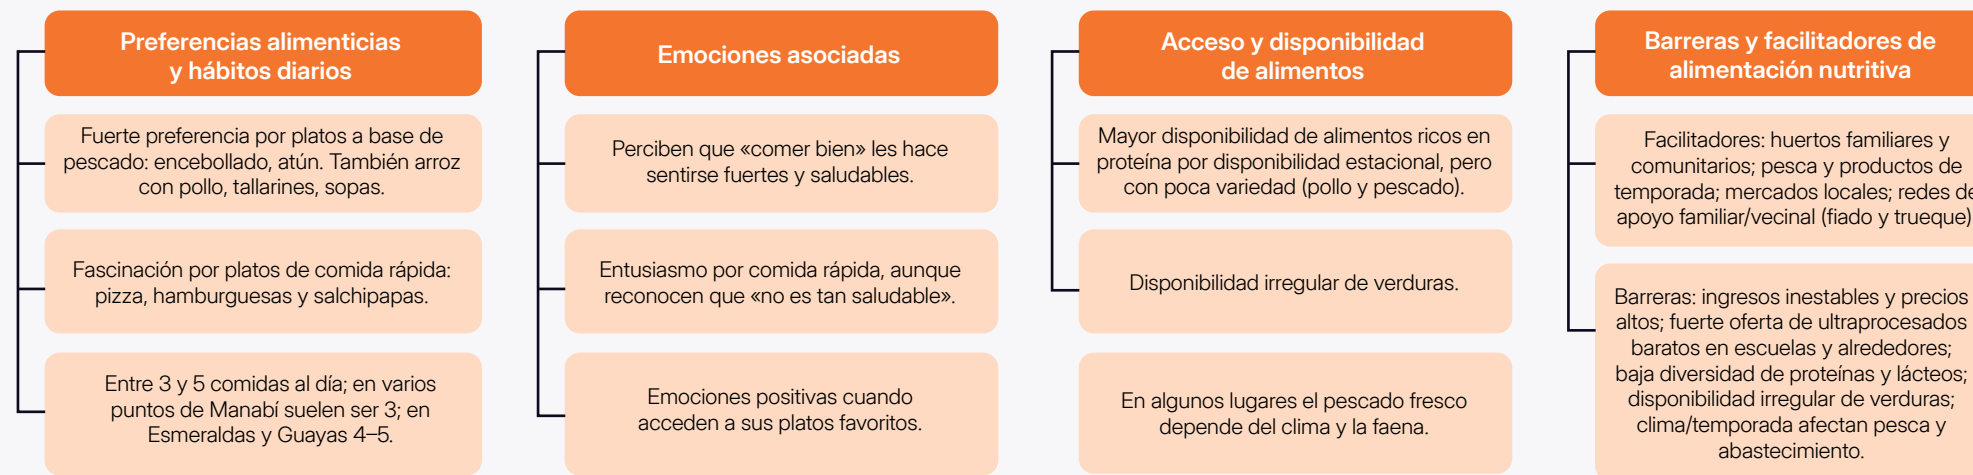 Preferencias alimenticias
y hábitos diarios
Fuerte preferencia por platos a base de
pescado: encebollado, atún. También arroz
con pollo, tallarines, sopas.
Fascinación por platos de comida rápida:
pizza, hamburguesas y salchipapas.
Entre 3 y 5 comidas al día; en varios
puntos de Manabí suelen ser 3; en
Esmeraldas y Guayas 4–5.
Emociones asociadas
Perciben que «comer bien» les hace
sentirse fuertes y saludables.
Entusiasmo por comida rápida, aunque
reconocen que «no es tan saludable».
Emociones positivas cuando
acceden a sus platos favoritos.
Acceso y disponibilidad
de alimentos
Mayor disponibilidad de alimentos ricos en
proteína por disponibilidad estacional, pero
con poca variedad (pollo y pescado).
Disponibilidad irregular de verduras.
En algunos lugares el pescado fresco
depende del clima y la faena.
Barreras y facilitadores de
alimentación nutritiva
Facilitadores: huertos familiares y
comunitarios; pesca y productos de
temporada; mercados locales; redes de
apoyo familiar/vecinal (fiado y trueque)
Barreras: ingresos inestables y precios
altos; fuerte oferta de ultraprocesados
baratos en escuelas y alrededores;
baja diversidad de proteínas y lácteos;
disponibilidad irregular de verduras;
clima/temporada afectan pesca y
abastecimiento.